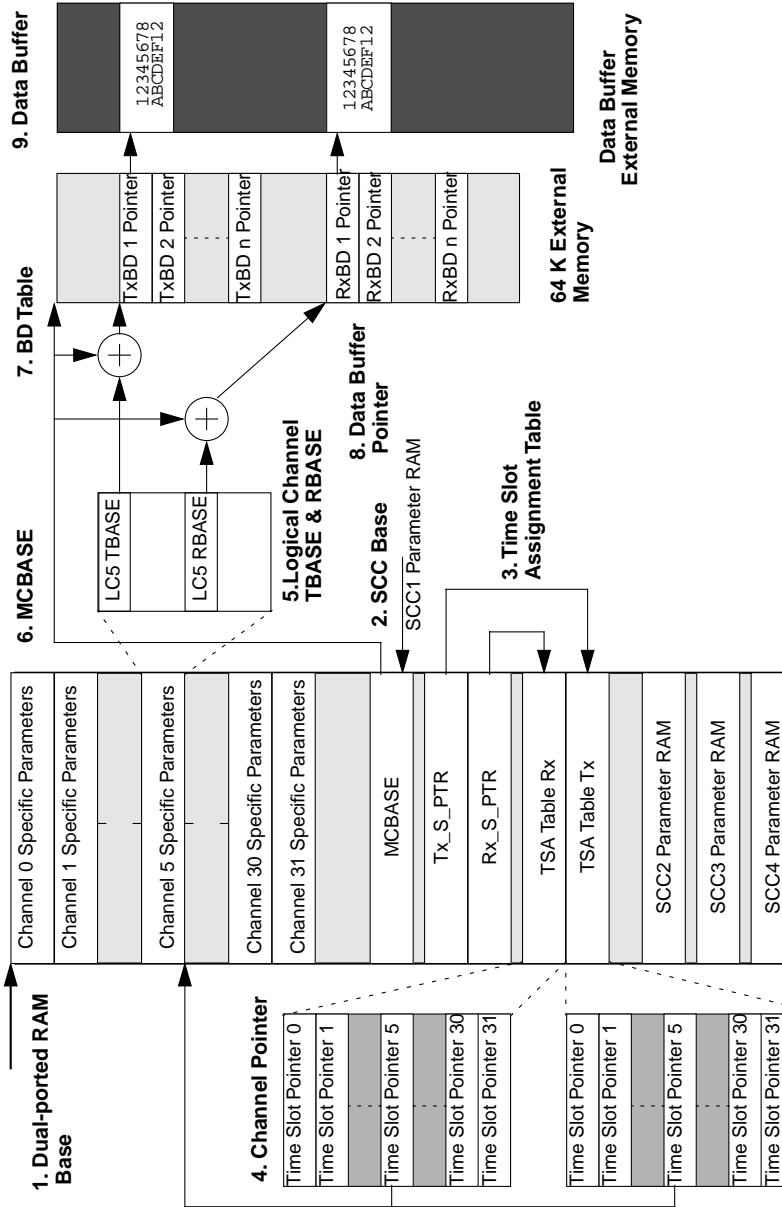 1. Dual-ported RAM
Base
Channel 0 Specific Parameters
Channel 1 Specific Parameters
Channel 5 Specific Parameters
Channel 30 Specific Parameters
Channel 31 Specific Parameters
MCBASE
Tx_S_PTR
Rx_S_PTR
TSA Table Rx
TSA Table Tx
SCC2 Parameter RAM
SCC3 Parameter RAM
SCC4 Parameter RAM
4. Channel Pointer
Time Slot Pointer 0
Time Slot Pointer 1
Time Slot Pointer 5
Time Slot Pointer 30
Time Slot Pointer 31
Time Slot Pointer 0
Time Slot Pointer 1
Time Slot Pointer 5
Time Slot Pointer 30
Time Slot Pointer 31
6. MCBASE
LC5 TBASE
LC5 RBASE
5.Logical Channel
TBASE & RBASE
2. SCC Base
SCC1 Parameter RAM
3. Time Slot
Assignment Table
7. BD Table
TxBD 1 Pointer
TxBD 2 Pointer
TxBD n Pointer
RxBD 1 Pointer
RxBD 2 Pointer
RxBD n Pointer
8. Data Buffer
Pointer
64 K External
Memory
9. Data Buffer
12345678
ABCDEF12
12345678
ABCDEF12
Data Buffer
External Memory